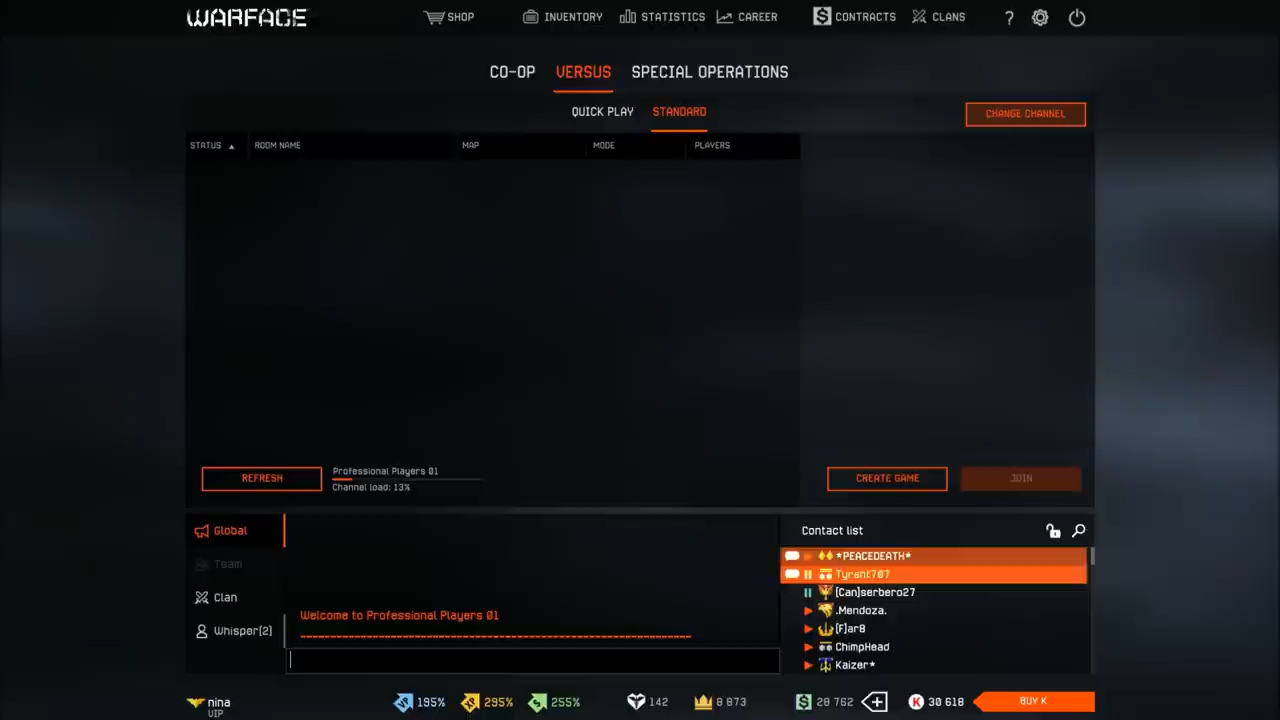 WARFACE
SHOP
INVENTORY
STATISTICS
CAREER
CONTRACTS
CLANS
?
CO-OP
VERSUS
SPECIAL OPERATIONS
QUICK PLAY
STANDARD
CHANGE CHANNEL
STATUS
ROOM NAME
MAP
MODE
PLAYERS
REFRESH
Professional Players 01
Channel load: 13%
CREATE GAME
JOIN
Global
Team
Clan
Whisper[2]
Welcome to Professional Players 01
Contact list
*PEACEDEATH*
Tyrant707
[Can]serbero27
.Mendoza.
[F]ar8
ChimpHead
Kaizer*
nina
VIP
195%
295%
255%
142
8 873
28 762
K 30 618
BUY K